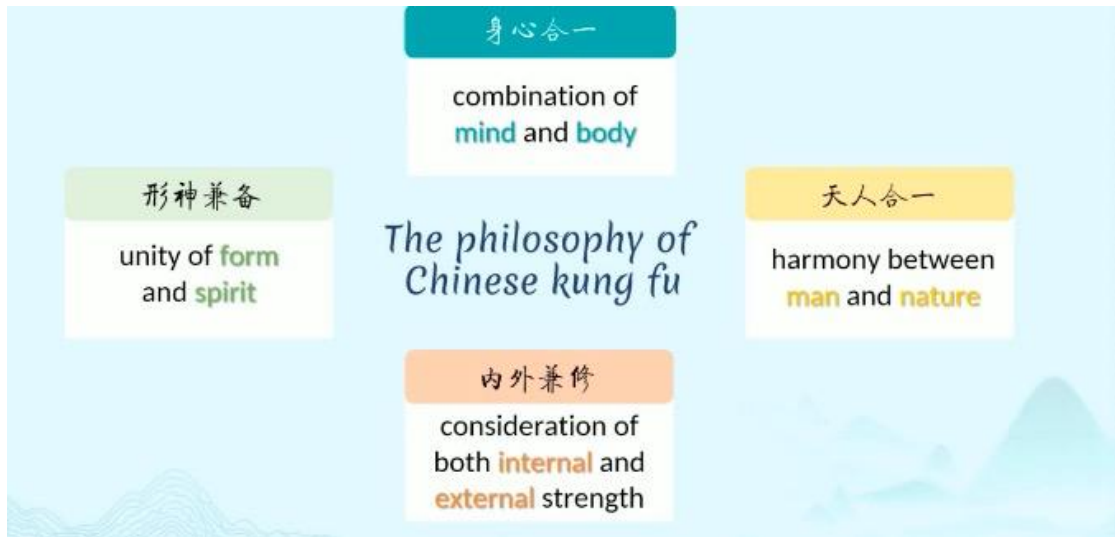 身心合一
combination of
mind and body
形神兼备
unity of form
and spirit
The philosophy of
Chinese kung fu
天人合一
harmony between
man and nature
内外兼修
consideration of
both internal and
external strength